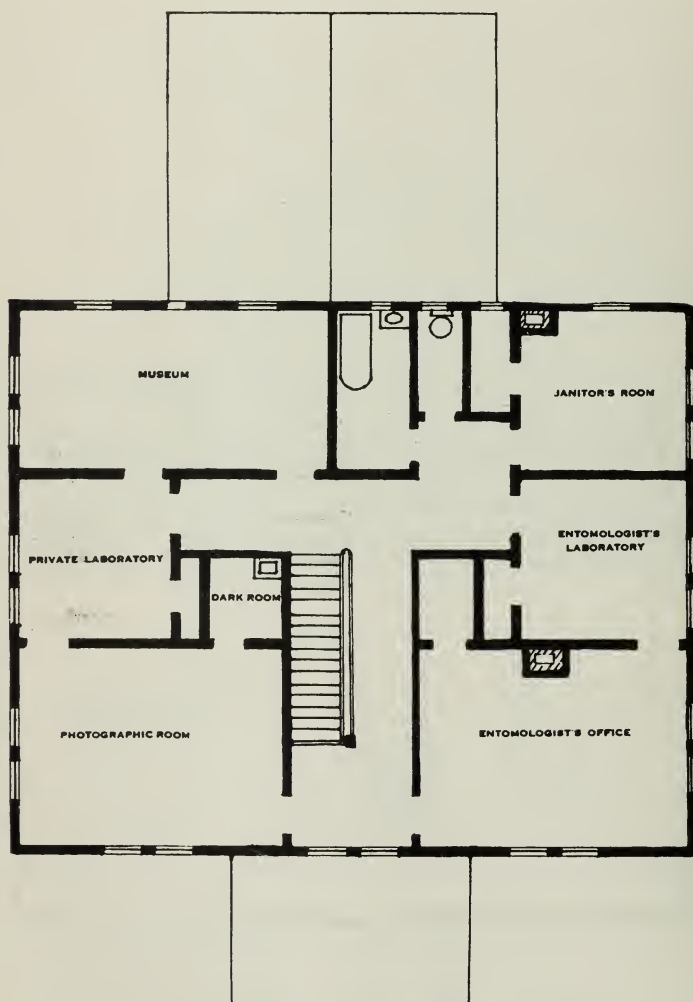 MUSEUM
JANITOR'S ROOM
PRIVATE LABORATORY
ENTOMOLOGIST'S
LABORATORY
DARK ROOM
PHOTOGRAPHIC ROOM
ENTOMOLOGIST'S OFFICE